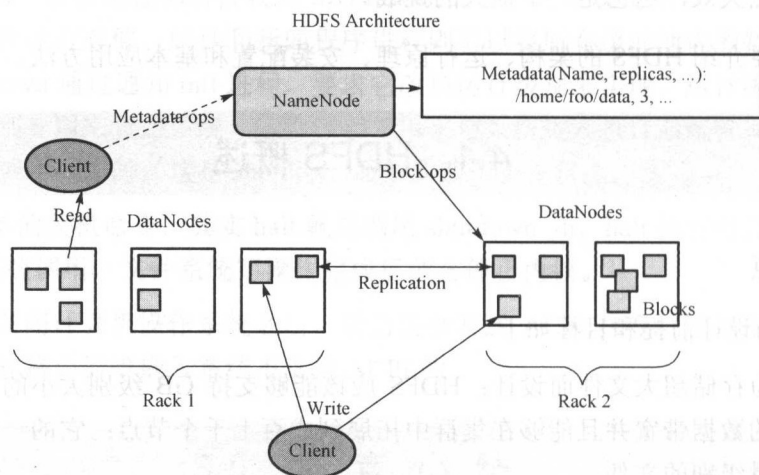 HDFS Architecture
Metadata(Name, replicas, ...):
/home/foo/data, 3, ...
NameNode
Metadata ops
Client
Block ops
Read
DataNodes
DataNodes
Replication
Blocks
Rack 1
Write
Rack 2
Client